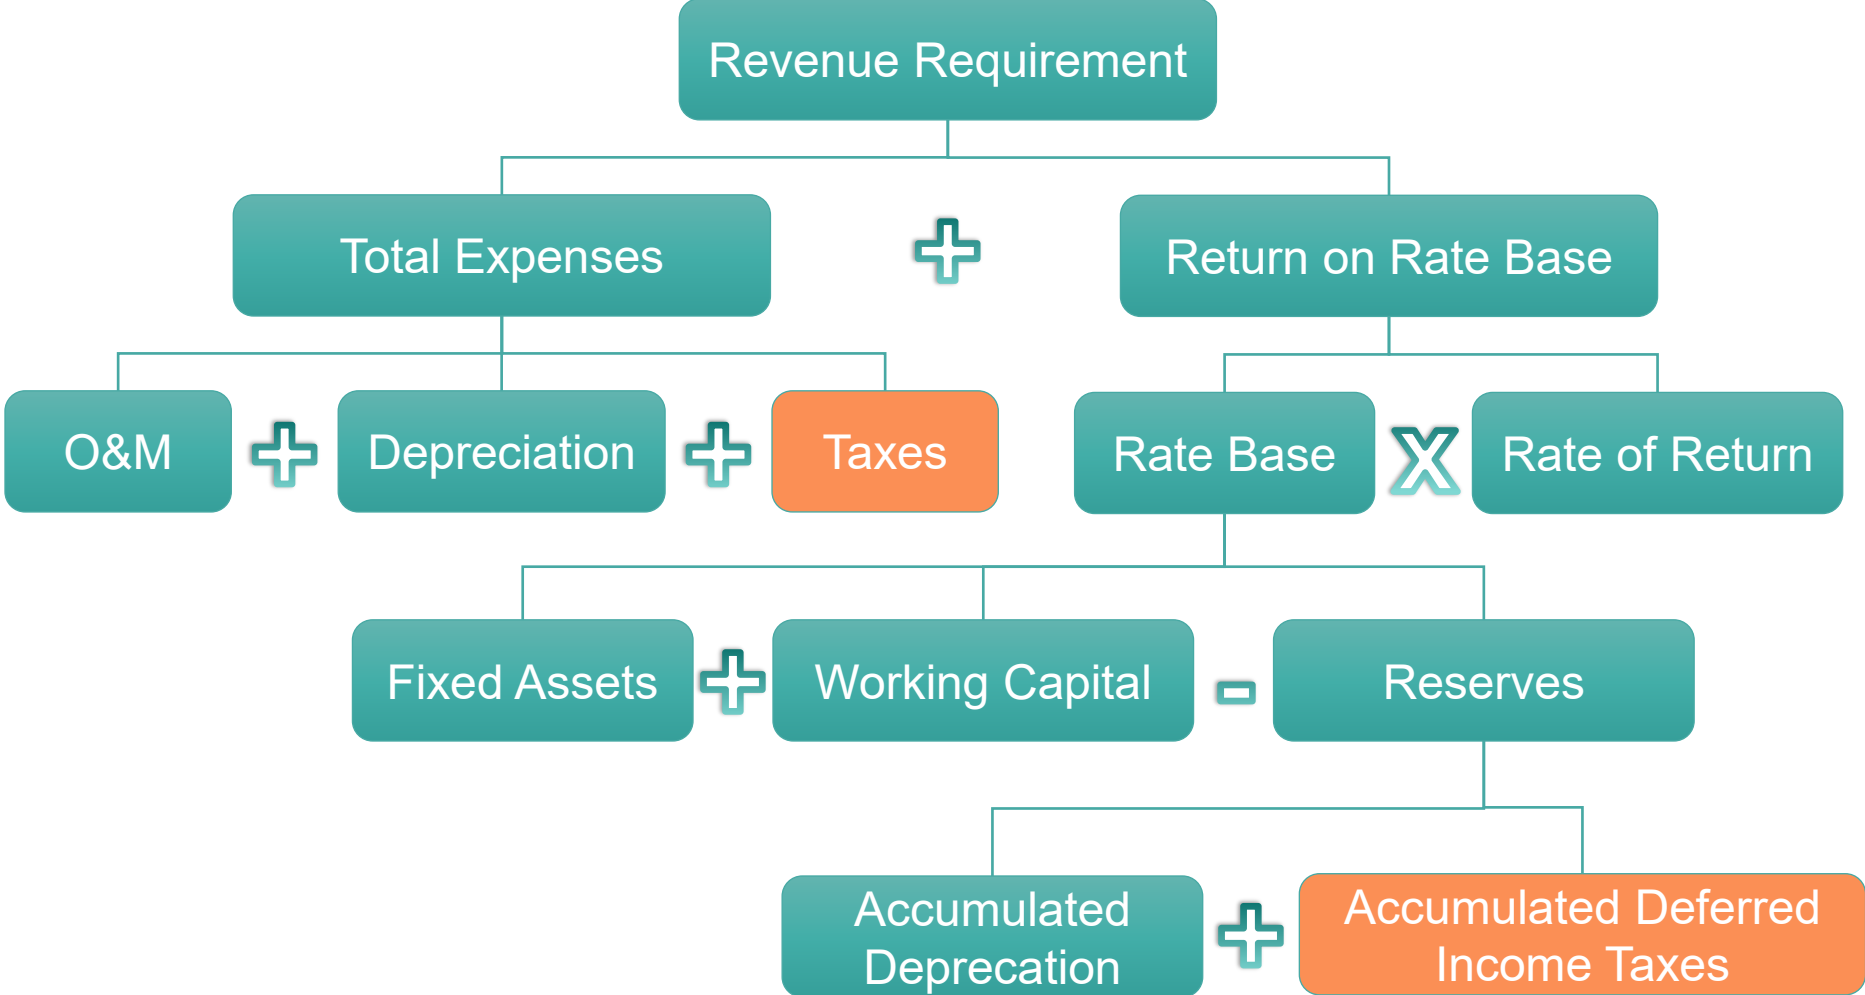 Revenue Requirement
Total Expenses
+
Return on Rate Base
O&M
+
Depreciation
+
Taxes
Rate Base
X
Rate of Return
Fixed Assets
+
Working Capital
-
Reserves
Accumulated
Deprecation
+
Accumulated Deferred
Income Taxes